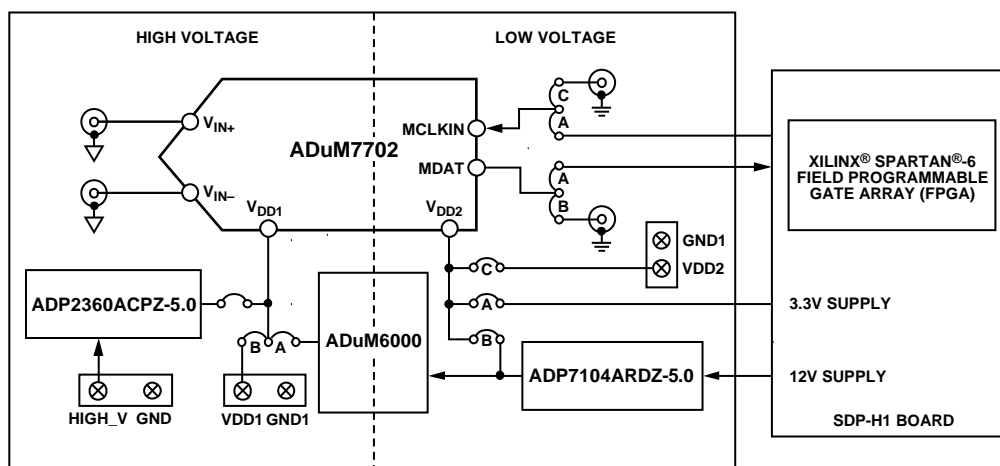 HIGH VOLTAGE
LOW VOLTAGE
VIN+
VIN–
ADuM7702
MCLKIN
MDAT
VDD1
VDD2
C
A
A
B
XILINX® SPARTAN®-6
FIELD PROGRAMMABLE
GATE ARRAY (FPGA)
GND1
VDD2
C
A
B
3.3V SUPPLY
12V SUPPLY
SDP-H1 BOARD
ADP2360ACPZ-5.0
B A
ADuM6000
ADP7104ARDZ-5.0
HIGH_V GND
VDD1 GND1